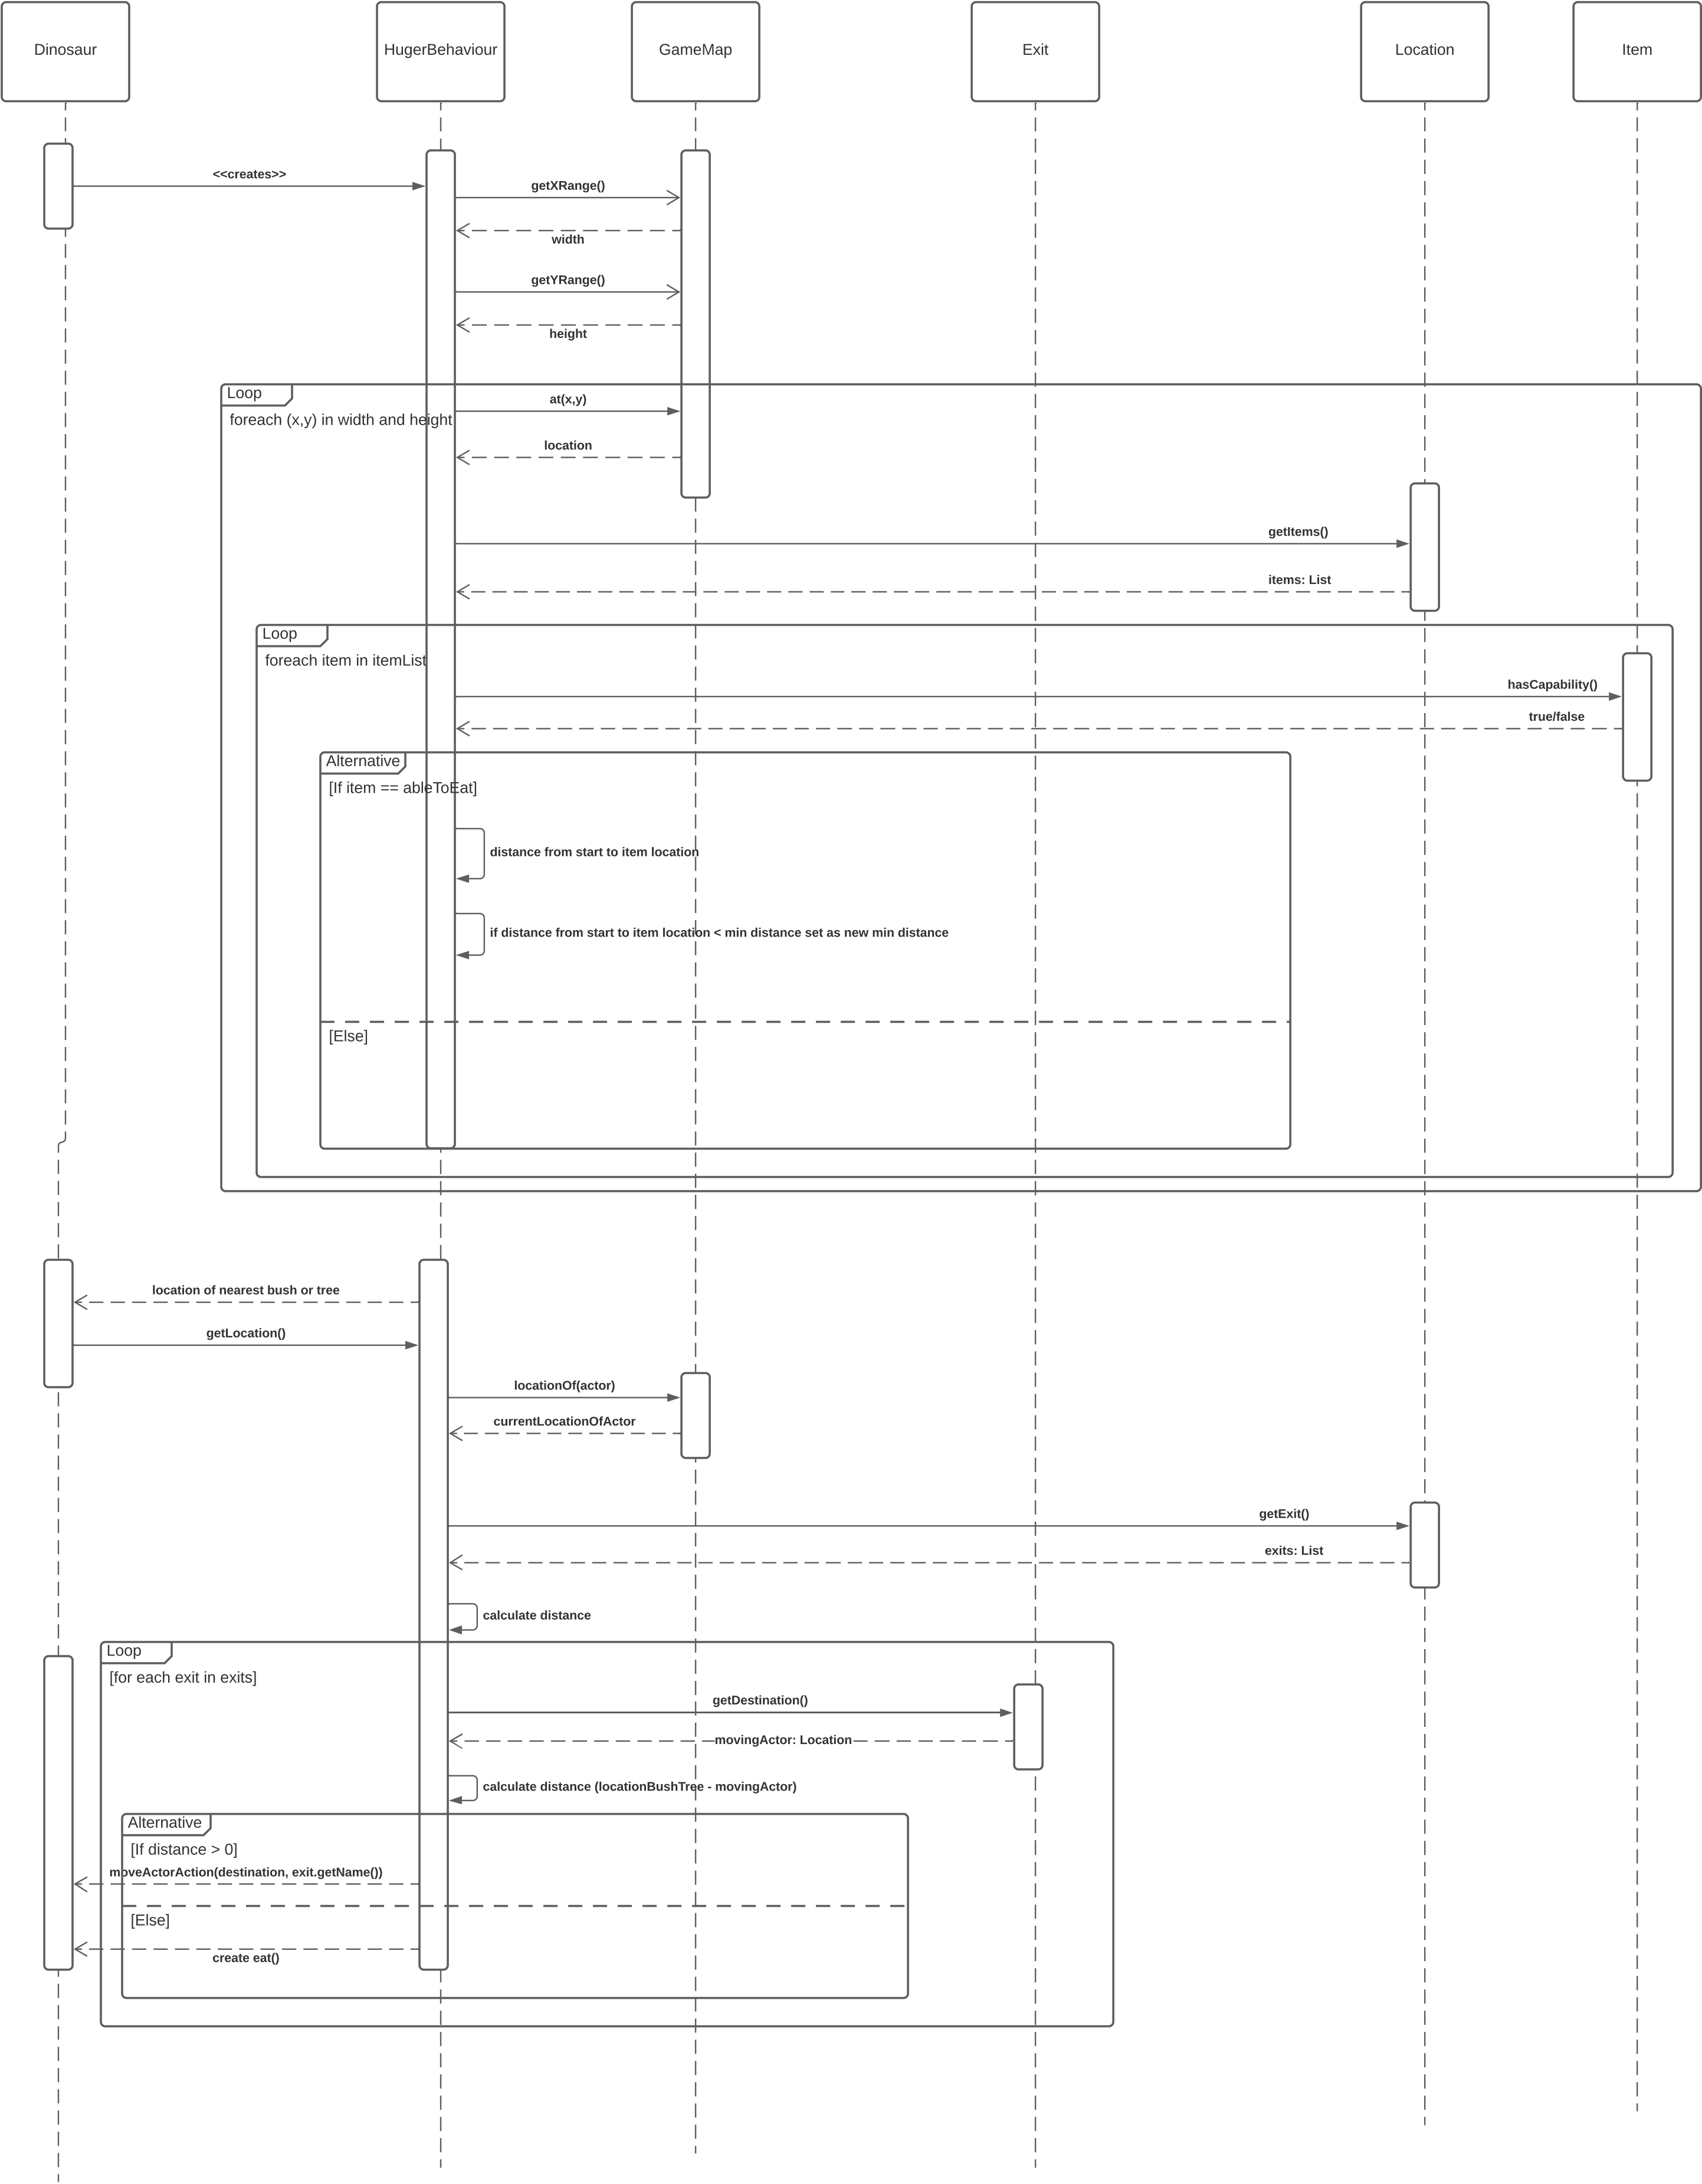 Dinosaur
HugerBehaviour
GameMap
Exit
Location
Item
<<creates>>
getXRange()
width
getYRange()
height
Loop
foreach (x,y) in width and height
at(x,y)
location
getItems()
items: List
Loop
foreach item in itemList
hasCapability()
true/false
Alternative
[If item == ableToEat]
distance from start to item location
if distance from start to item location < min distance set as new min distance
[Else]
location of nearest bush or tree
getLocation()
locationOf(actor)
currentLocationOfActor
getExit()
exits: List
calculate distance
Loop
[for each exit in exits]
getDestination()
movingActor: Location
calculate distance (locationBushTree - movingActor)
Alternative
[If distance > 0]
moveActorAction(destination, exit.getName())
[Else]
create eat()